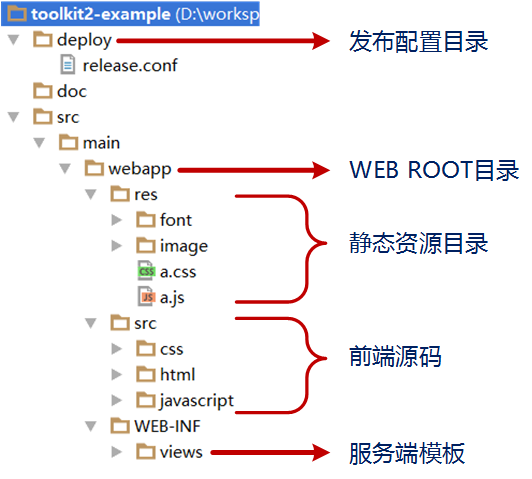 toolkit2-example (D:\worksp
deploy 发布配置目录
release.conf
doc
src
main
webapp WEB ROOT目录
res
font
image 静态资源目录
CSS a.css
JS a.js
src
css 前端源码
html
javascript
WEB-INF
views 服务端模板